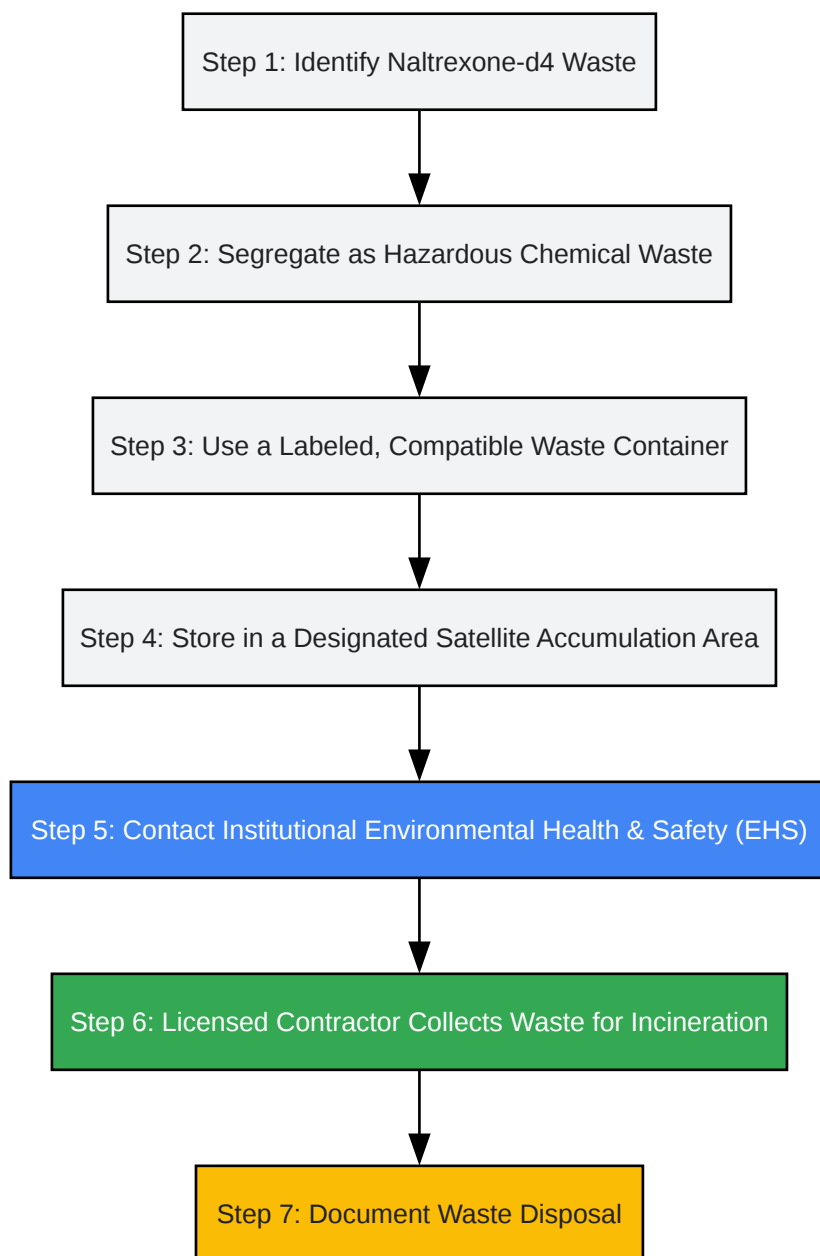 Step 1: Identify Naltrexone-d4 Waste
Step 2: Segregate as Hazardous Chemical Waste
Step 3: Use a Labeled, Compatible Waste Container
Step 4: Store in a Designated Satellite Accumulation Area
Step 5: Contact Institutional Environmental Health & Safety (EHS)
Step 6: Licensed Contractor Collects Waste for Incineration
Step 7: Document Waste Disposal